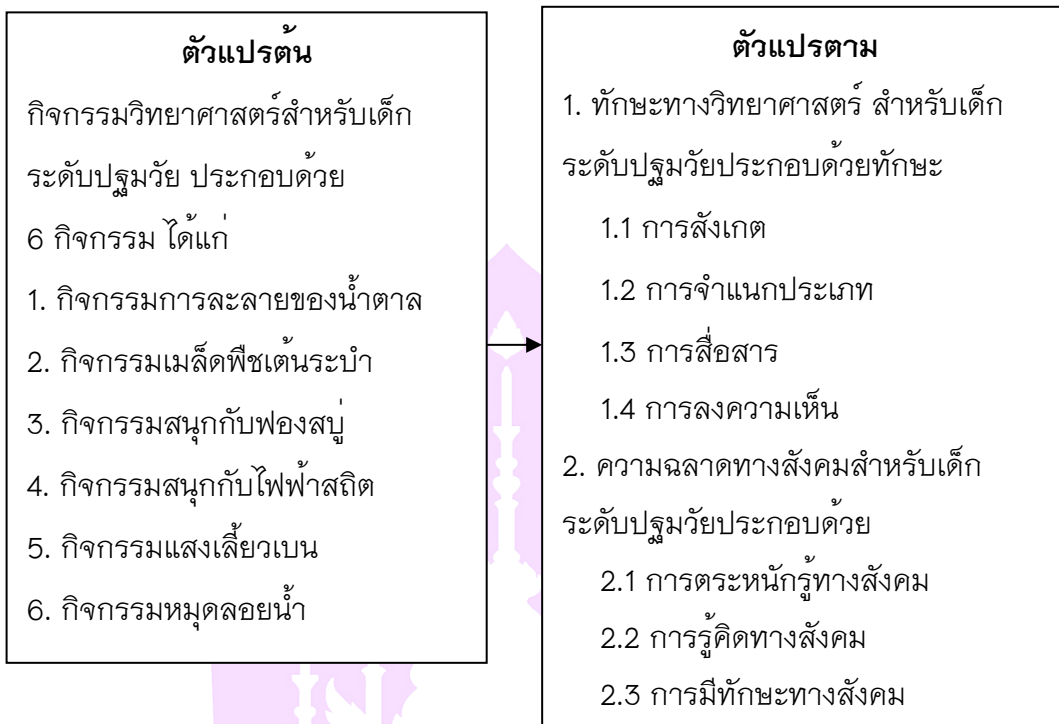 ตัวแปรต้น
กิจกรรมวิทยาศาสตร์สำหรับเด็ก
ระดับปฐมวัย ประกอบด้วย
6 กิจกรรม ได้แก่
1. กิจกรรมการละลายของน้ำตาล
2. กิจกรรมเมล็ดพืชเต้นระบำ
3. กิจกรรมสนุกกับฟองสบู่
4. กิจกรรมสนุกกับไฟฟ้าสถิต
5. กิจกรรมแสงเลี้ยวเบน
6. กิจกรรมหมุดลอยน้ำ
ตัวแปรตาม
1. ทักษะทางวิทยาศาสตร์ สำหรับเด็ก
ระดับปฐมวัยประกอบด้วยทักษะ
1.1 การสังเกต
1.2 การจำแนกประเภท
1.3 การสื่อสาร
1.4 การลงความเห็น
2. ความฉลาดทางสังคมสำหรับเด็ก
ระดับปฐมวัยประกอบด้วย
2.1 การตระหนักรู้ทางสังคม
2.2 การรู้คิดทางสังคม
2.3 การมีทักษะทางสังคม